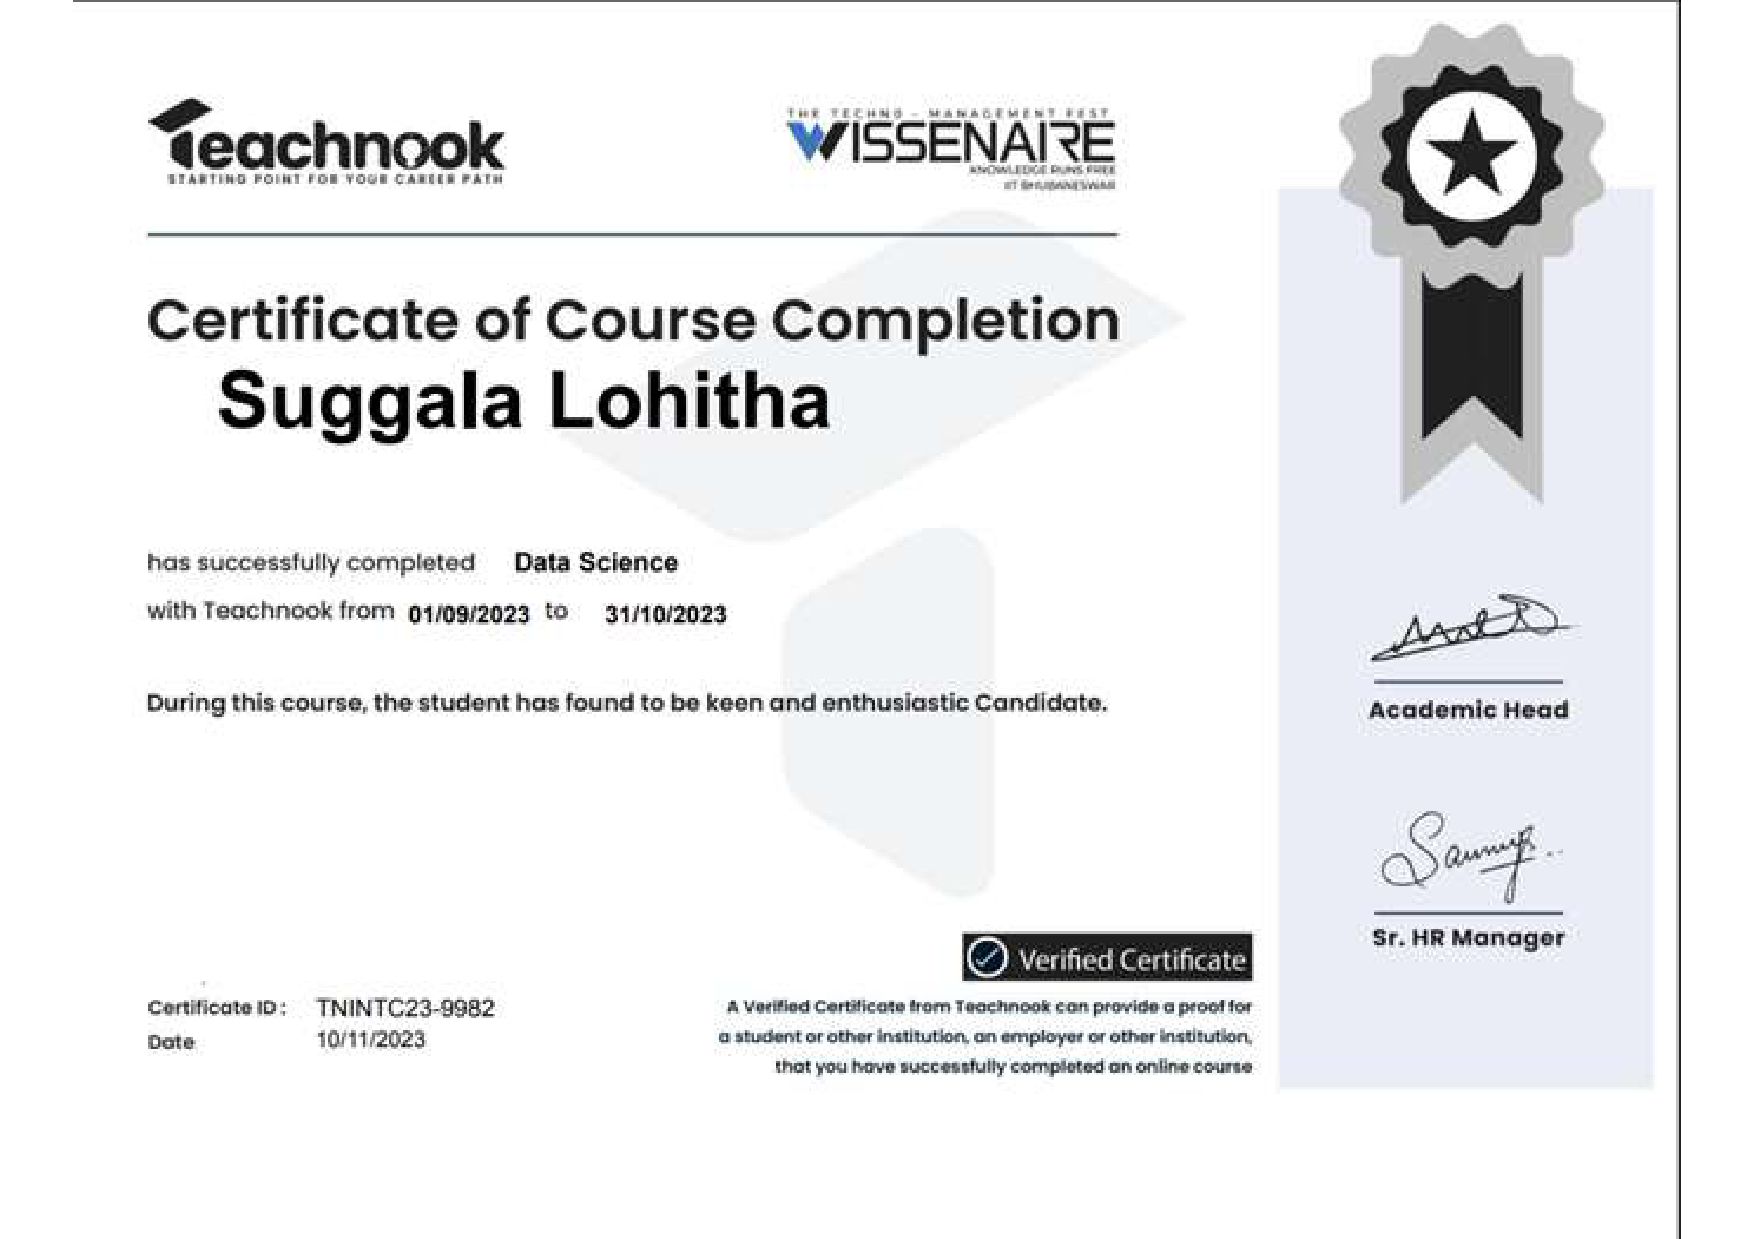 Teachnook
STARTING POINT FOR YOUR CAREER PATH
THE TECHNO - MANAGEMENT FEST
WISSENAIRE
KNOWLEDGE RUNS FREE
IIT BHUBANESWAR
Certificate of Course Completion
Suggala Lohitha
has successfully completed Data Science
with Teachnook from 01/09/2023 to 31/10/2023
During this course, the student has found to be keen and enthusiastic Candidate.
Academic Head
Saumya
Sr. HR Manager
Verified Certificate
Certificate ID : TNINTC23-9982
Date 10/11/2023
A Verified Certificate from Teachnook can provide a proof for
a student or other institution, an employer or other institution,
that you have successfully completed an online course